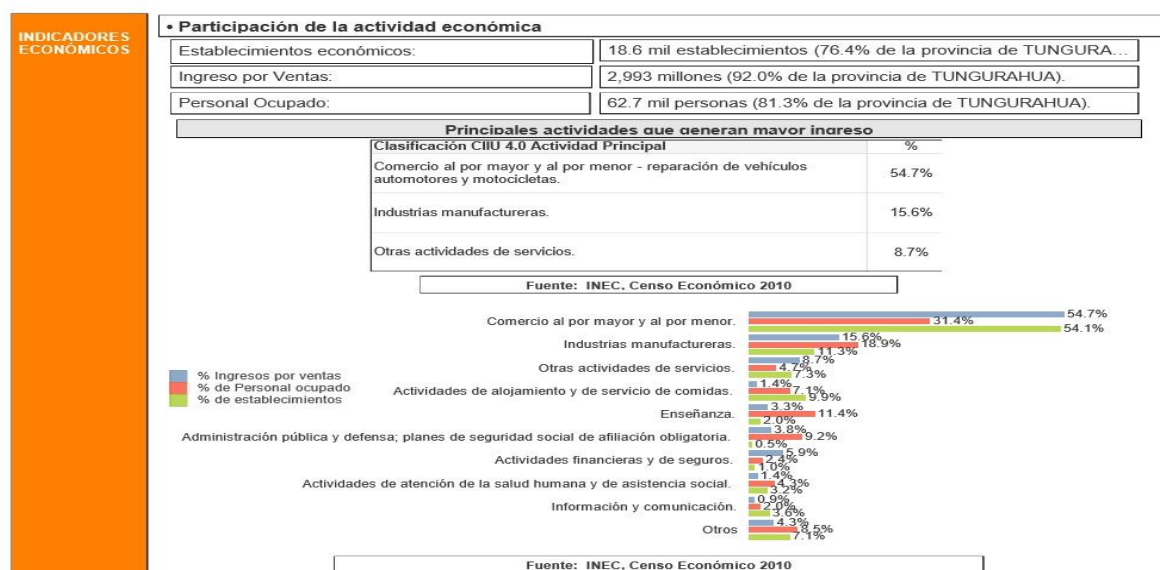 INDICADORES
ECONÓMICOS
• Participación de la actividad económica
Establecimientos económicos: 18.6 mil establecimientos (76.4% de la provincia de TUNGURA...
Ingreso por Ventas: 2,993 millones (92.0% de la provincia de TUNGURAHUA).
Personal Ocupado: 62.7 mil personas (81.3% de la provincia de TUNGURAHUA).
Principales actividades que generan mayor ingreso
Clasificación CIIU 4.0 Actividad Principal %
Comercio al por mayor y al por menor - reparación de vehículos
automotores y motocicletas. 54.7%
Industrias manufactureras. 15.6%
Otras actividades de servicios. 8.7%
Fuente: INEC, Censo Económico 2010
% Ingresos por ventas
% de Personal ocupado
% de establecimientos
Comercio al por mayor y al por menor. 54.7% 31.4% 54.1%
Industrias manufactureras. 15.6% 18.9% 11.3%
Otras actividades de servicios. 8.7% 4.7% 7.3%
Actividades de alojamiento y de servicio de comidas. 1.4% 7.1% 9.9%
Enseñanza. 3.3% 11.4% 2.0%
Administración pública y defensa; planes de seguridad social de afiliación obligatoria. 3.8% 9.2% 0.5%
Actividades financieras y de seguros. 5.9% 2.4% 1.0%
Actividades de atención de la salud humana y de asistencia social. 1.4% 4.3% 3.2%
Información y comunicación. 0.9% 2.0% 3.6%
Otros 4.3% 8.5% 7.1%
Fuente: INEC, Censo Económico 2010